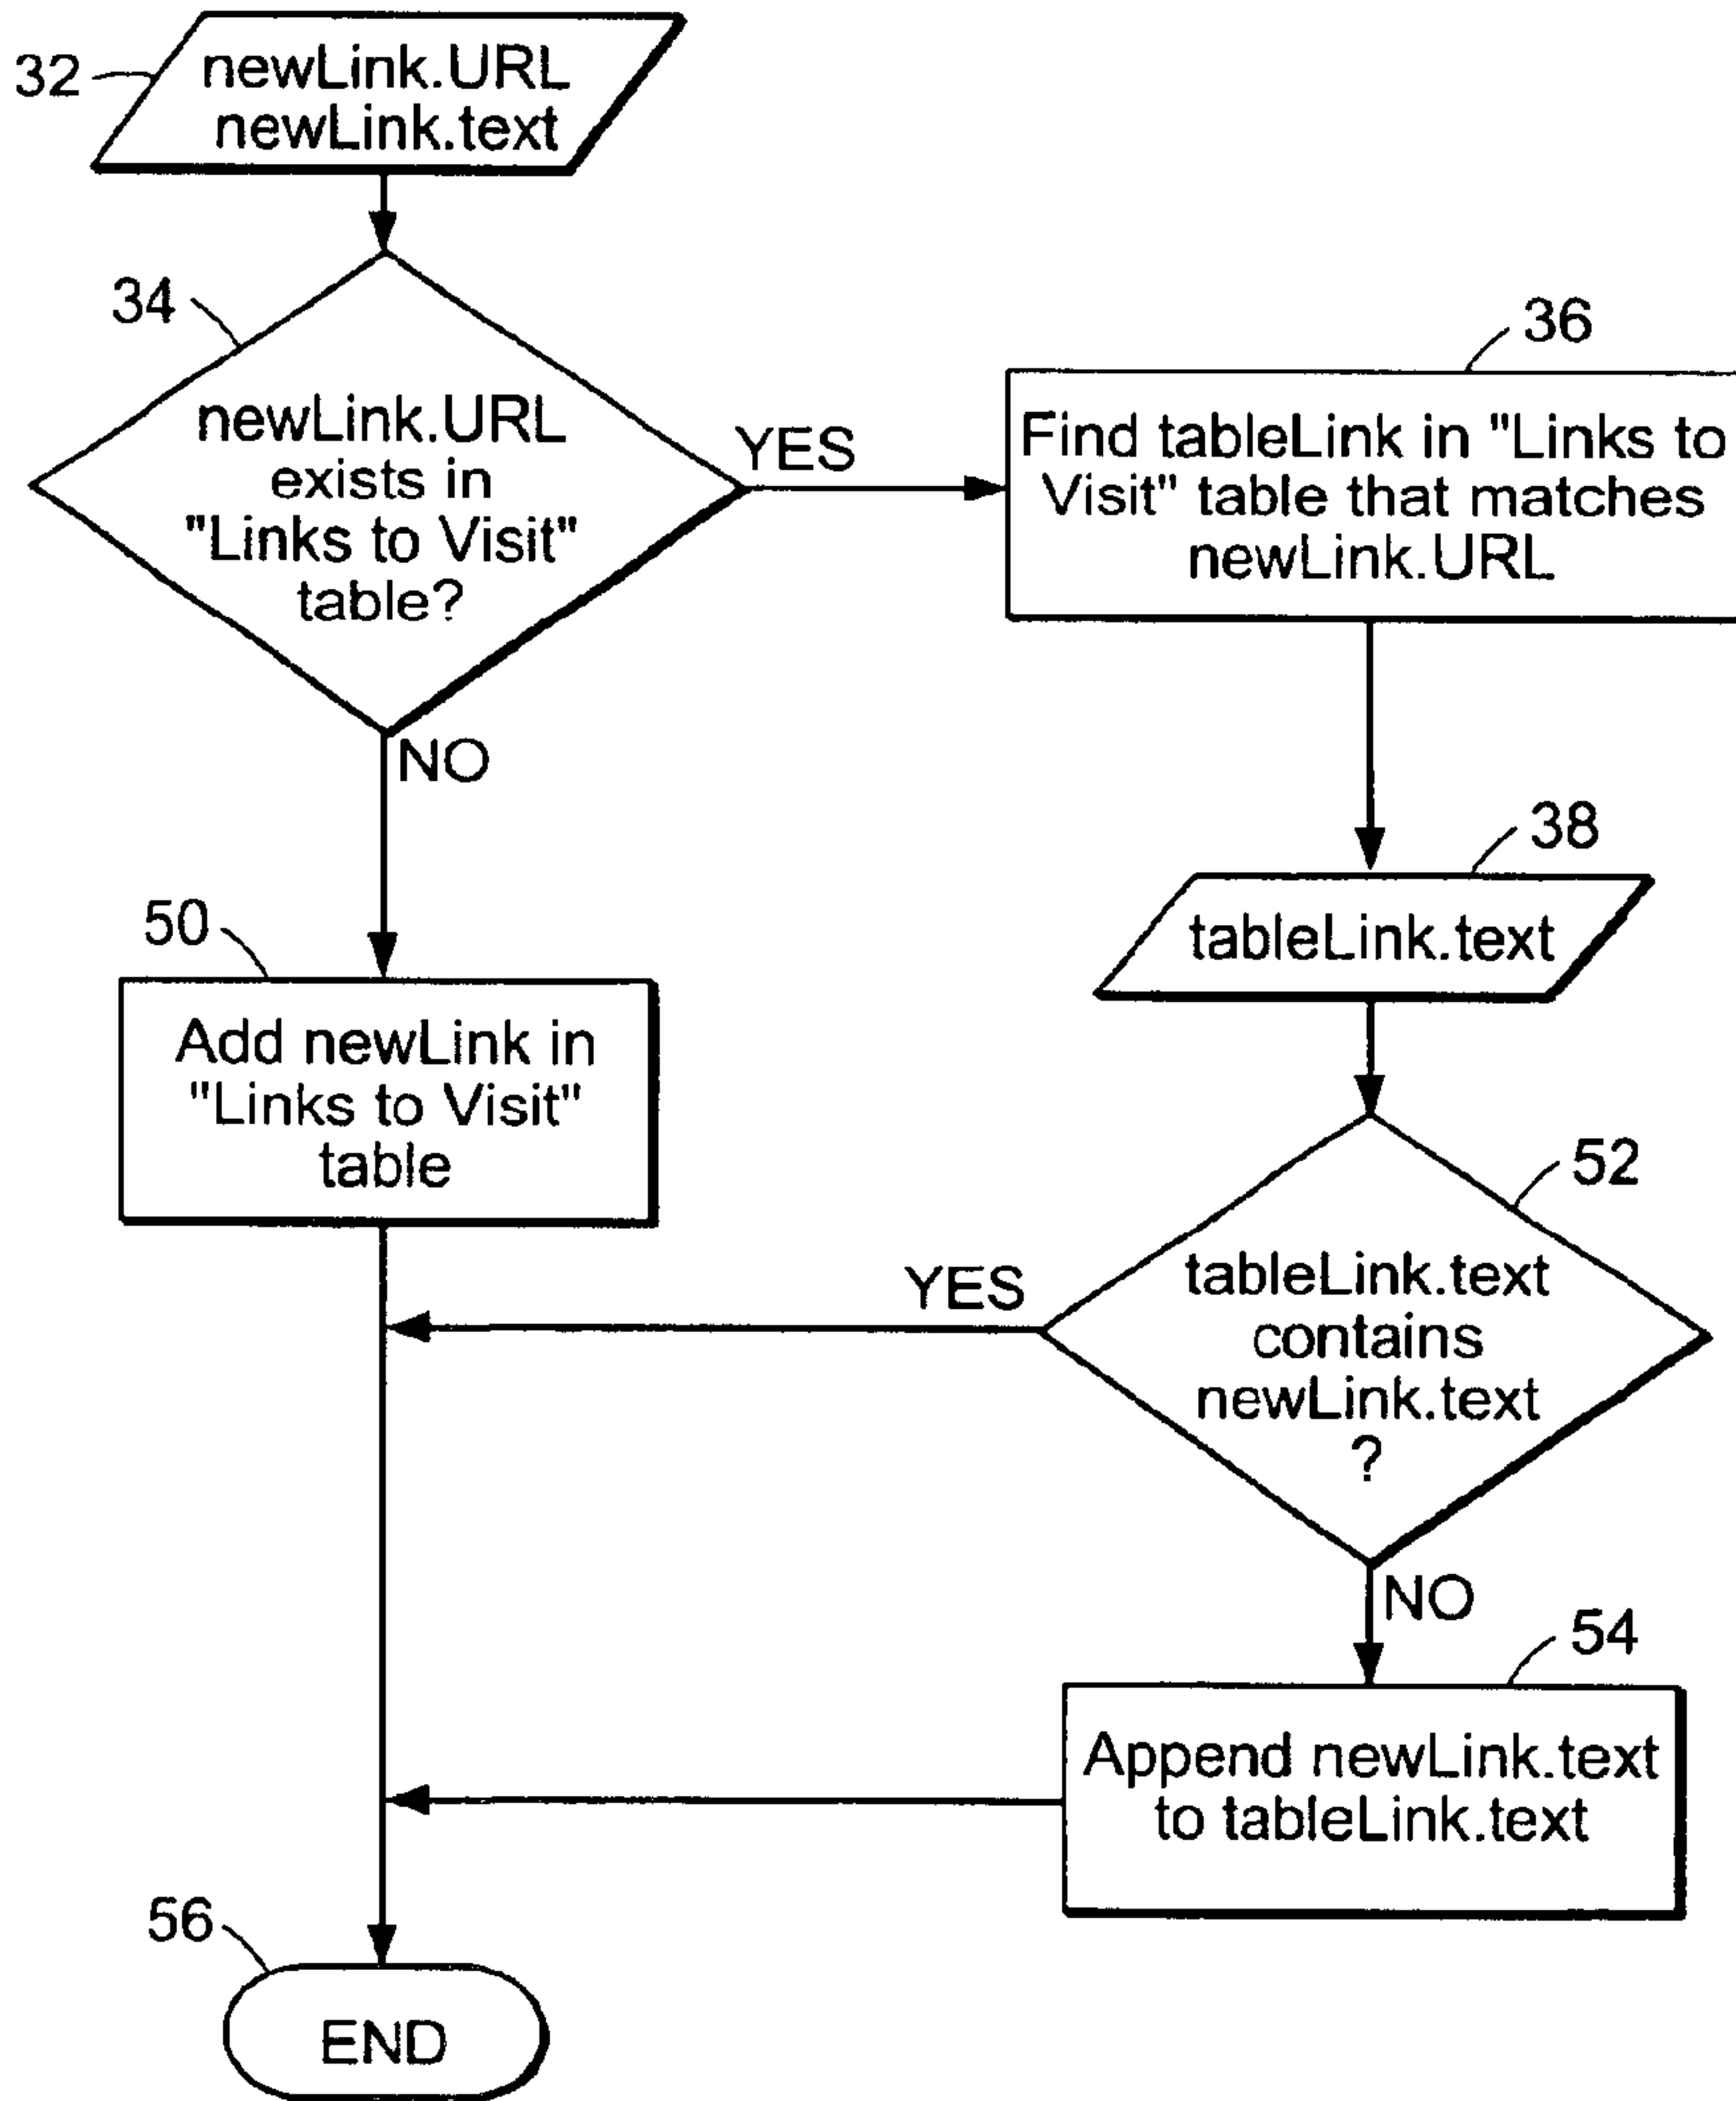 32
newLink.URL
newLink.text
34
newLink.URL
exists in
"Links to Visit"
table?
YES
NO
36
Find tableLink in "Links to
Visit" table that matches
newLink.URL
38
tableLink.text
50
Add newLink in
"Links to Visit"
table
52
tableLink.text
contains
newLink.text
?
YES
NO
54
Append newLink.text
to tableLink.text
56
END